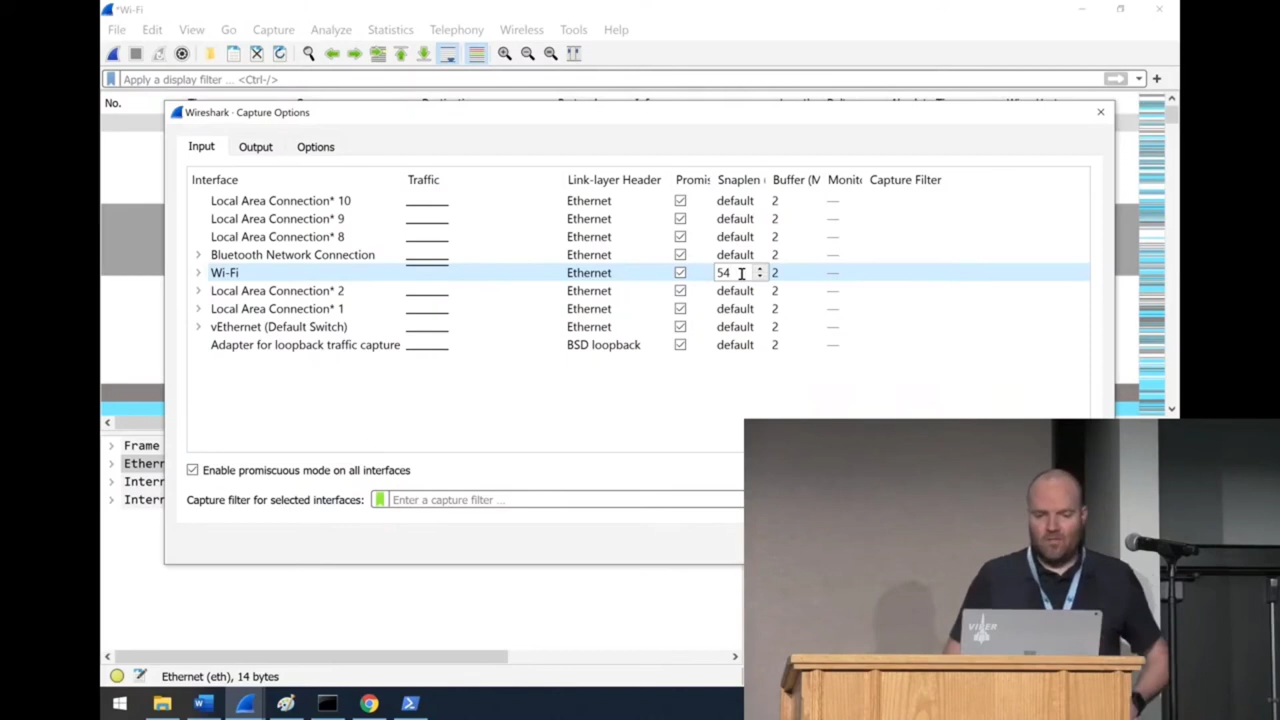 *Wi-Fi
File Edit View Go Capture Analyze Statistics Telephony Wireless Tools Help
Apply a display filter ... <Ctrl-/>
No.
Wireshark · Capture Options
Input Output Options
Interface Traffic Link-layer Header Promis Snaplen ( Buffer (M Monito Capture Filter
Local Area Connection* 10 Ethernet default 2 —
Local Area Connection* 9 Ethernet default 2 —
Local Area Connection* 8 Ethernet default 2 —
Bluetooth Network Connection Ethernet default 2 —
Wi-Fi Ethernet 54 2 —
Local Area Connection* 2 Ethernet default 2 —
Local Area Connection* 1 Ethernet default 2 —
vEthernet (Default Switch) Ethernet default 2 —
Adapter for loopback traffic capture BSD loopback default 2 —
Frame
Ethern
Intern
Intern
Enable promiscuous mode on all interfaces
Capture filter for selected interfaces: Enter a capture filter ...
Ethernet (eth), 14 bytes
VIPER